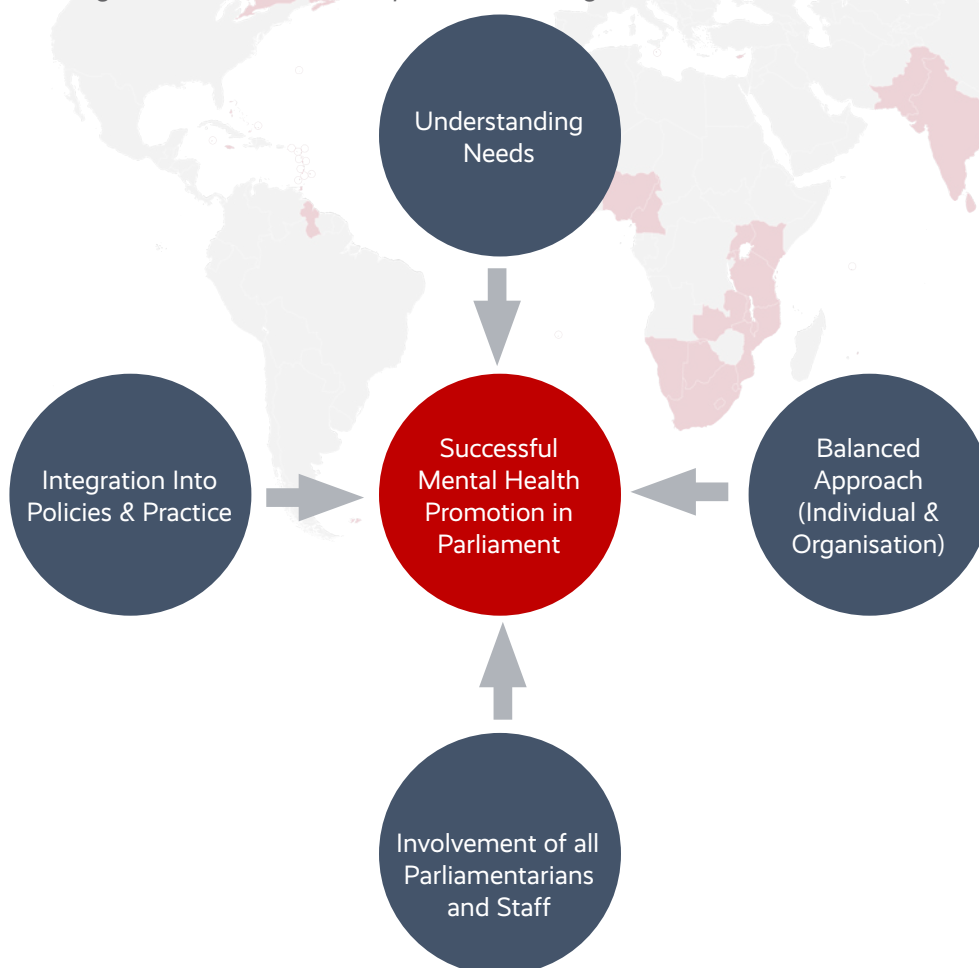 Understanding
Needs
Integration Into
Policies & Practice
Successful
Mental Health
Promotion in
Parliament
Balanced
Approach
(Individual &
Organisation)
Involvement of all
Parliamentarians
and Staff